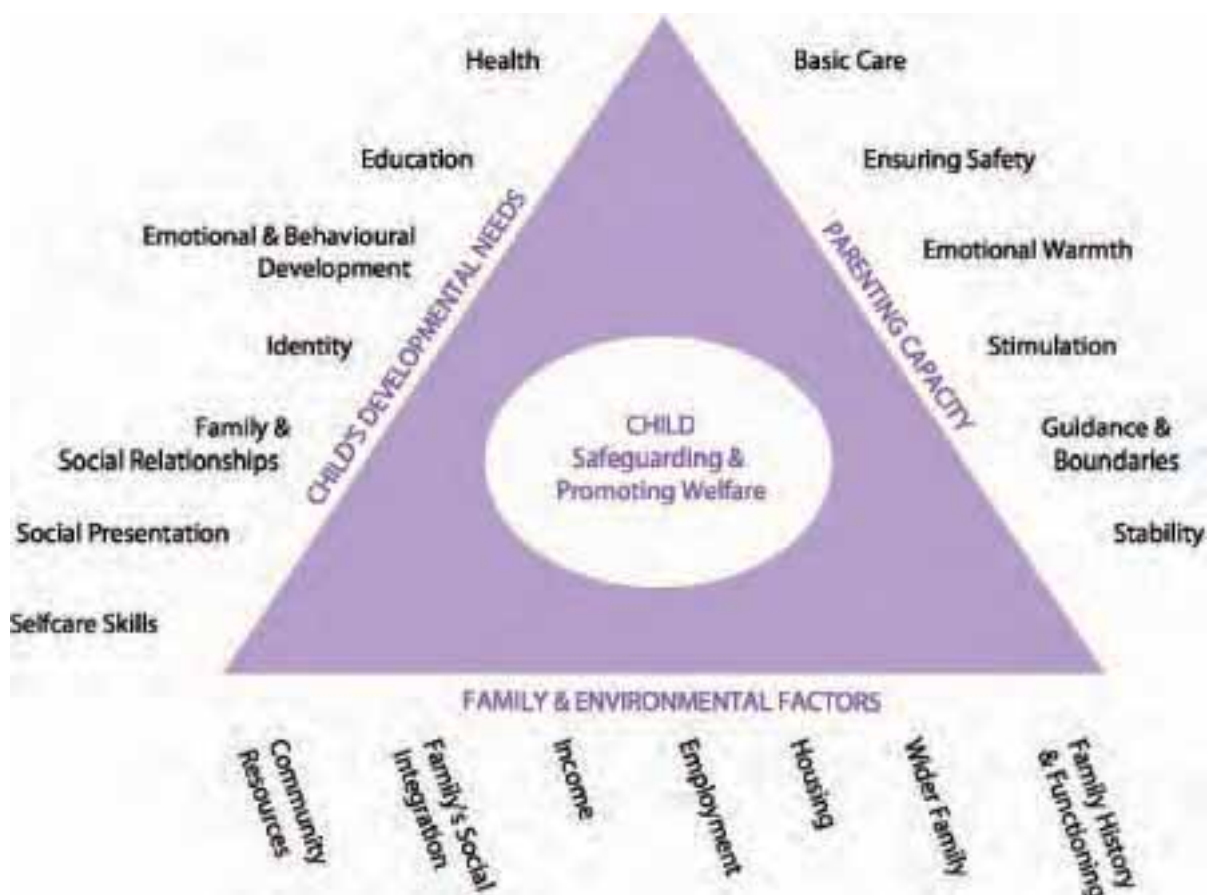 Health
Education
Emotional & Behavioural
Development
Identity
Family &
Social Relationships
Social Presentation
Selfcare Skills
CHILD'S DEVELOPMENTAL NEEDS
Basic Care
Ensuring Safety
Emotional Warmth
Stimulation
Guidance &
Boundaries
Stability
PARENTING CAPACITY
CHILD
Safeguarding &
Promoting Welfare
FAMILY & ENVIRONMENTAL FACTORS
Community
Resources
Family's Social
Integration
Income
Employment
Housing
Wider Family
Family History
& Functioning